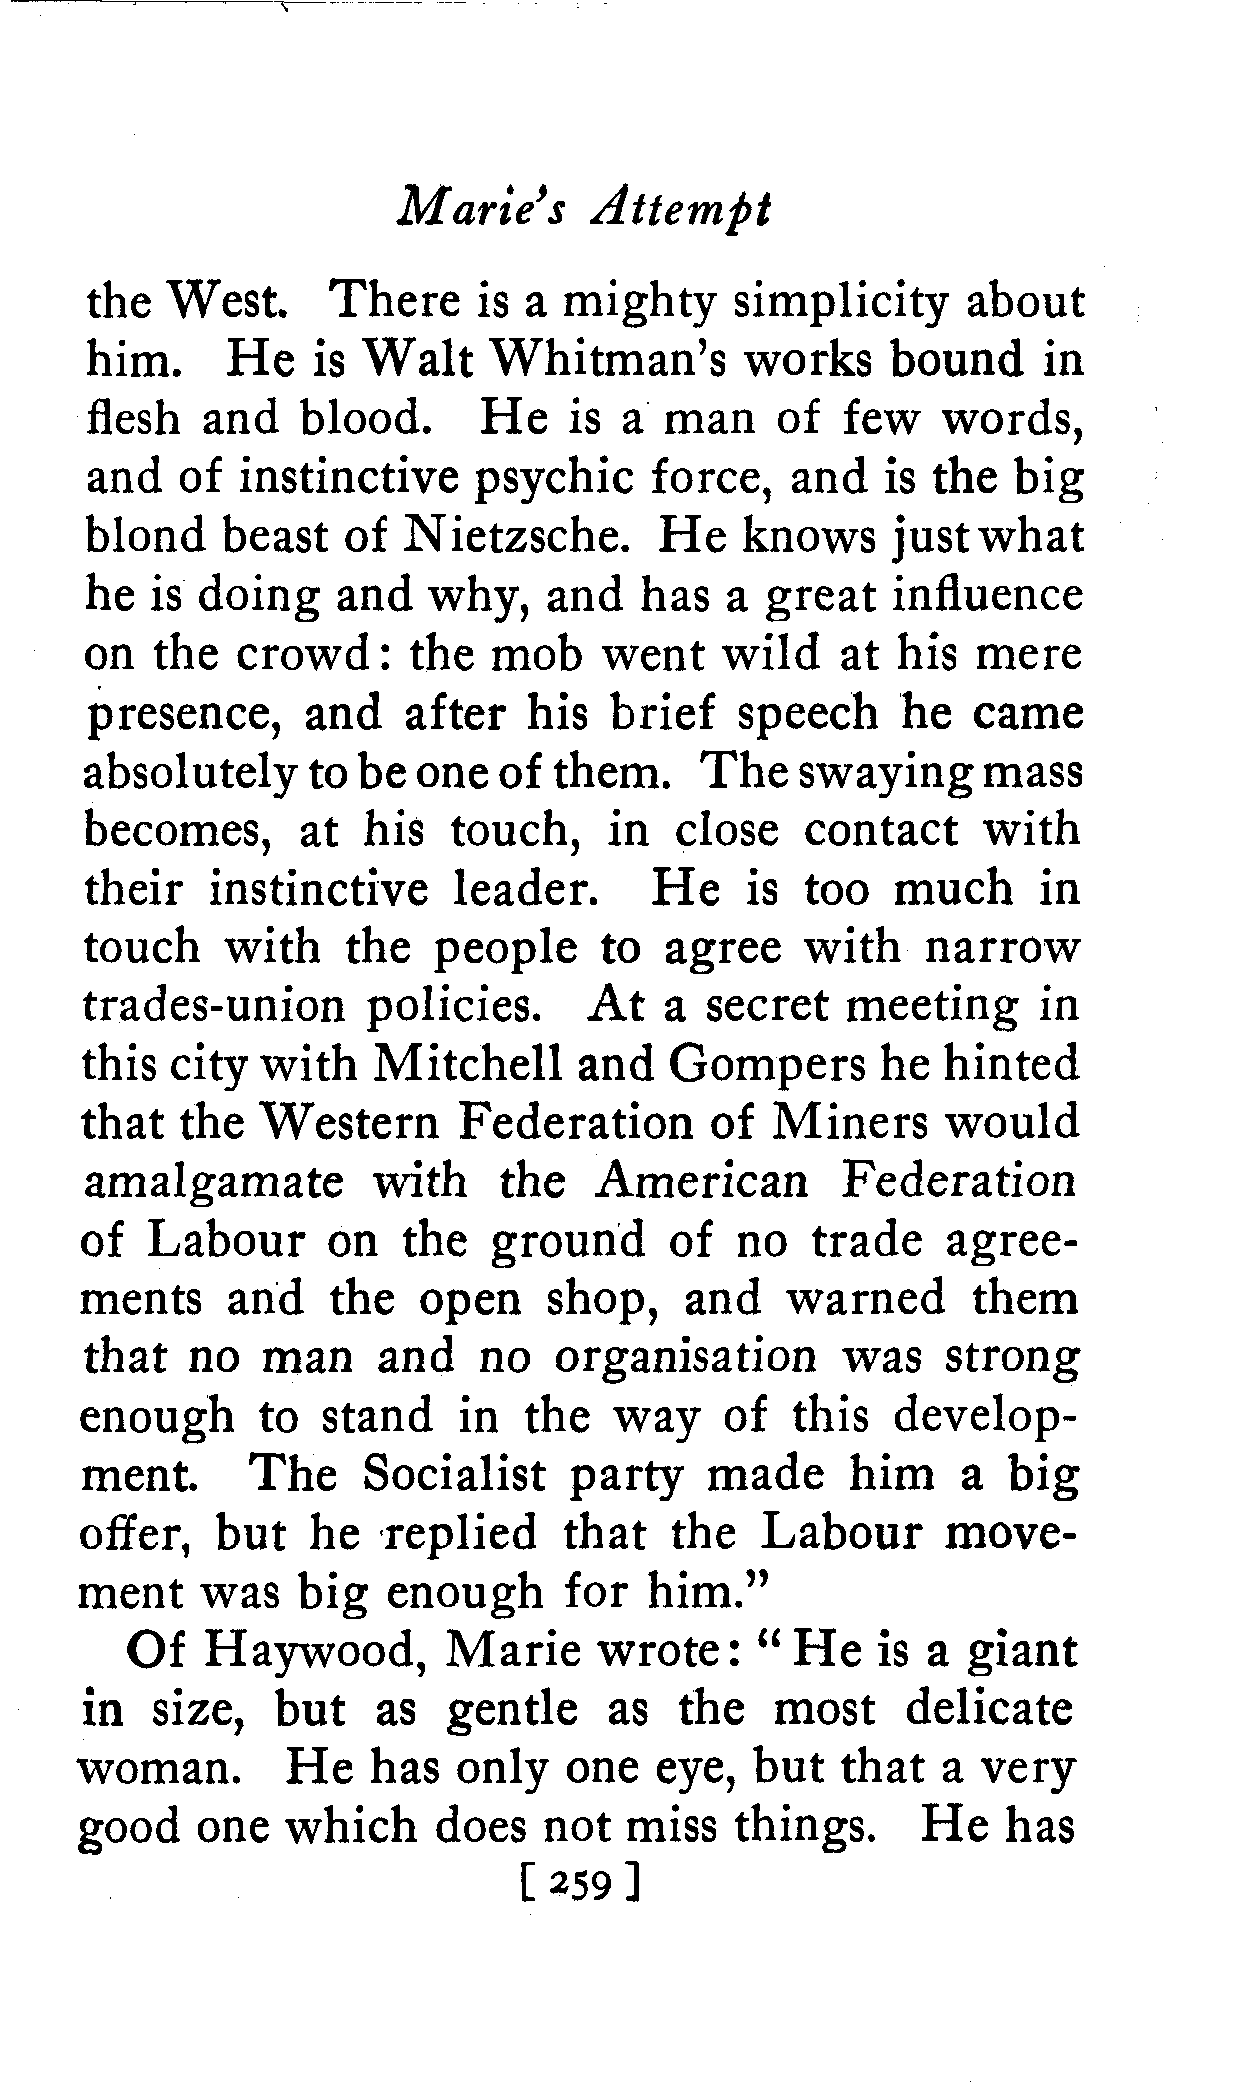 Marie's Attempt
the West. There is a mighty simplicity about
him. He is Walt Whitman's works bound in
flesh and blood. He is a man of few words,
and of instinctive psychic force, and is the big
blond beast of Nietzsche. He knows just what
he is doing and why, and has a great influence
on the crowd: the mob went wild at his mere
presence, and after his brief speech he came
absolutely to be one of them. The swaying mass
becomes, at his touch, in close contact with
their instinctive leader. He is too much in
touch with the people to agree with narrow
trades-union policies. At a secret meeting in
this city with Mitchell and Gompers he hinted
that the Western Federation of Miners would
amalgamate with the American Federation
of Labour on the ground of no trade agree-
ments and the open shop, and warned them
that no man and no organisation was strong
enough to stand in the way of this develop-
ment. The Socialist party made him a big
offer, but he replied that the Labour move-
ment was big enough for him."
Of Haywood, Marie wrote: "He is a giant
in size, but as gentle as the most delicate
woman. He has only one eye, but that a very
good one which does not miss things. He has
[ 259 ]